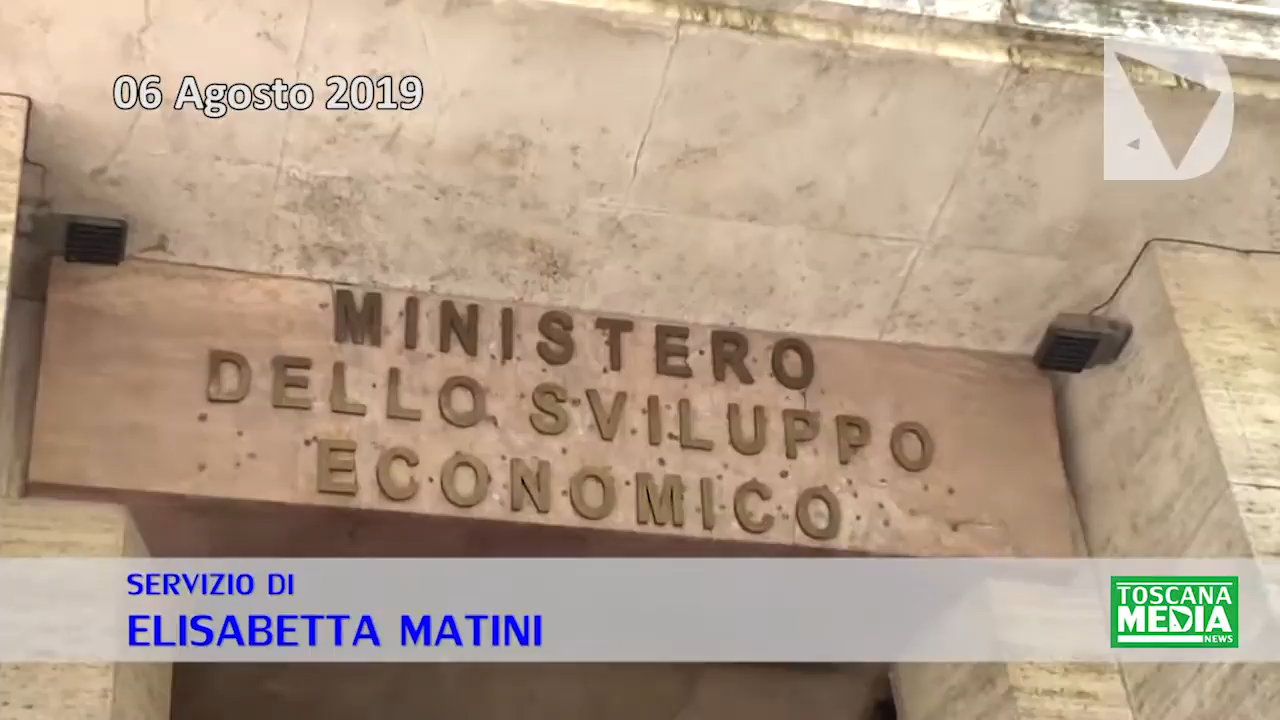 06 Agosto 2019
MINISTERO
DELLO SVILUPPO
ECONOMICO
SERVIZIO DI
ELISABETTA MATINI
TOSCANA
MEDIA
NEWS